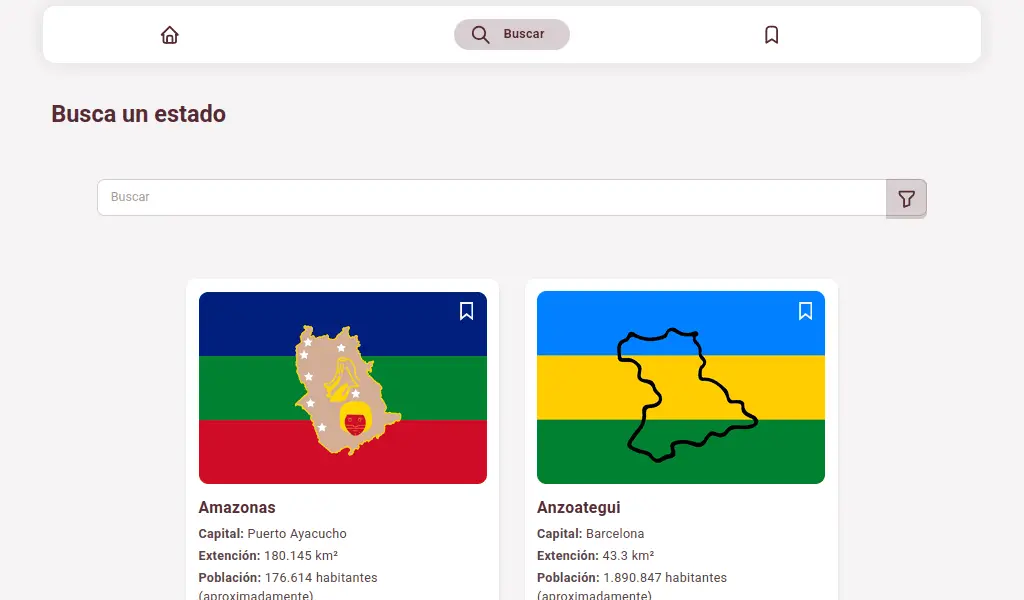 Buscar
Busca un estado
Buscar
Amazonas
Capital: Puerto Ayacucho
Extención: 180.145 km²
Población: 176.614 habitantes
(aproximadamente)
Anzoategui
Capital: Barcelona
Extención: 43.3 km²
Población: 1.890.847 habitantes
(aproximadamente)